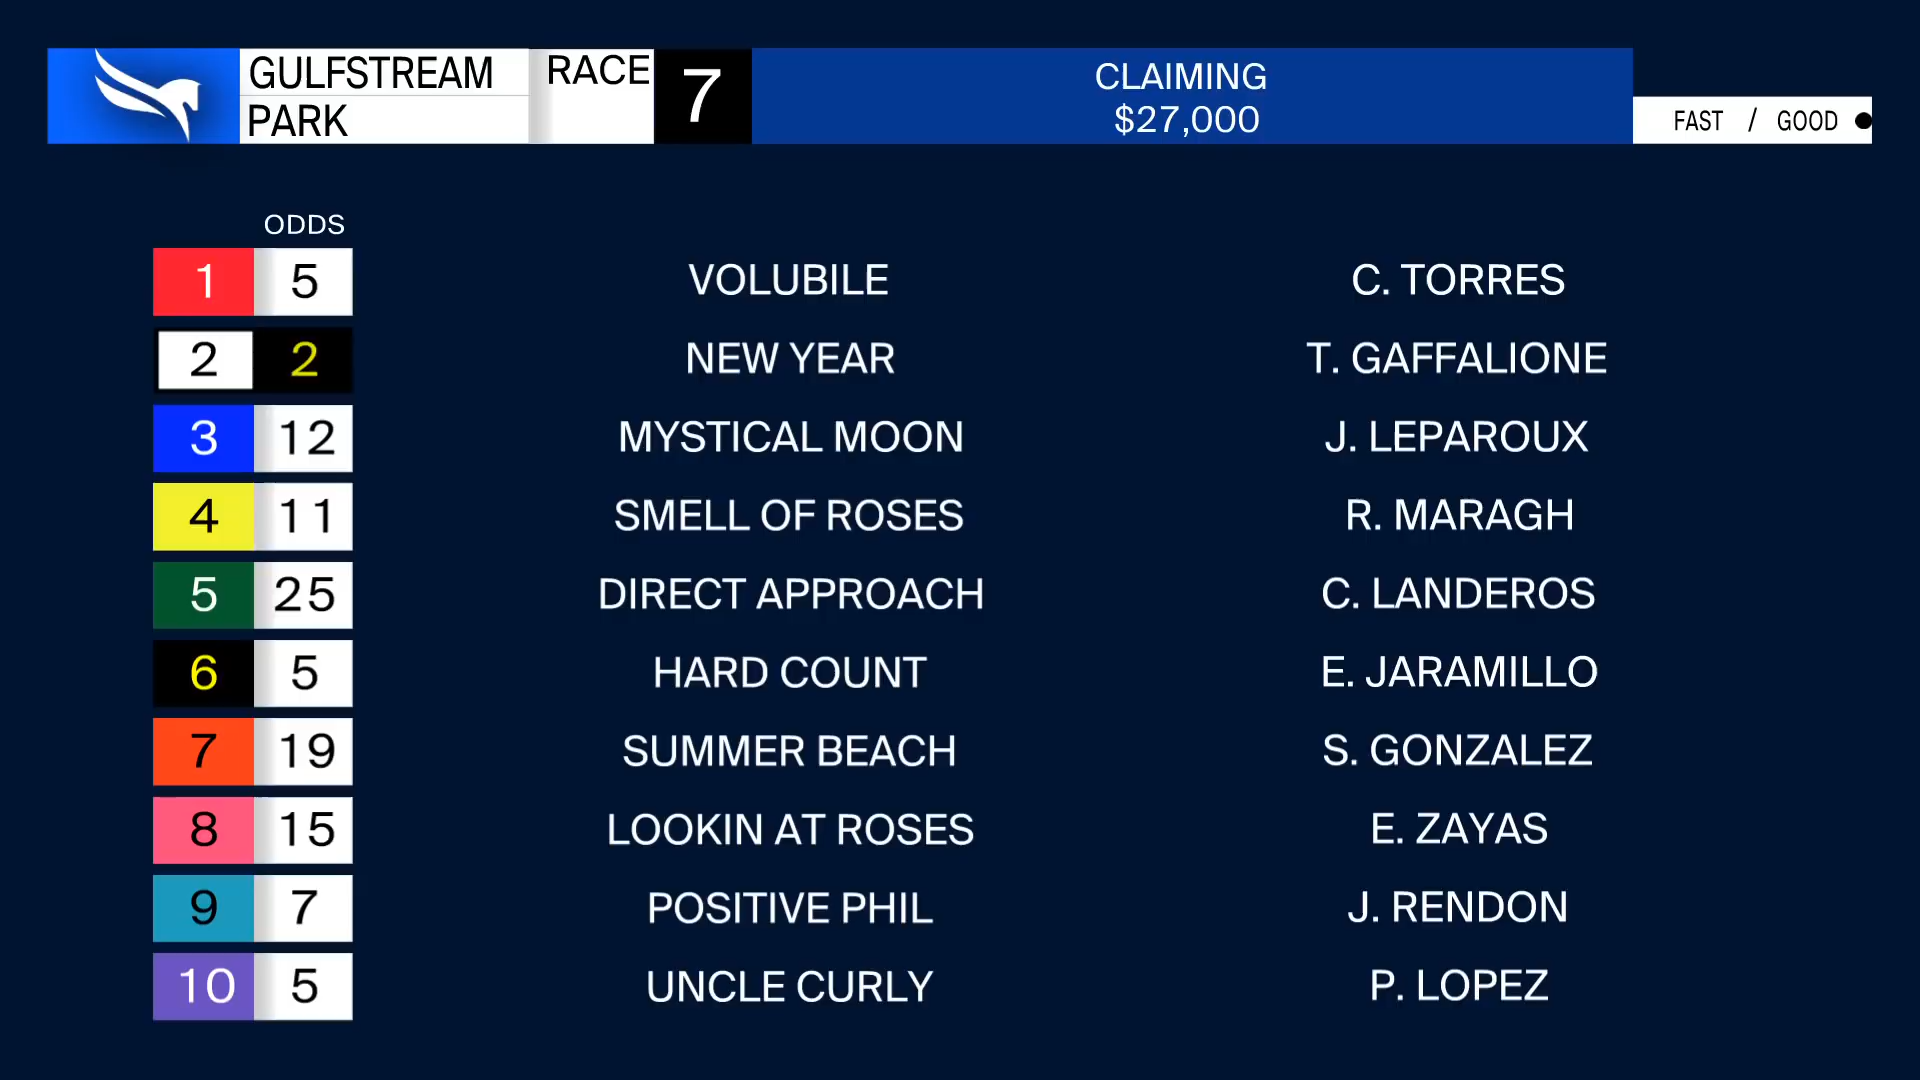 GULFSTREAM
PARK
RACE
7
CLAIMING
$27,000
FAST / GOOD
ODDS
1 5 VOLUBILE C. TORRES
2 2 NEW YEAR T. GAFFALIONE
3 12 MYSTICAL MOON J. LEPAROUX
4 11 SMELL OF ROSES R. MARAGH
5 25 DIRECT APPROACH C. LANDEROS
6 5 HARD COUNT E. JARAMILLO
7 19 SUMMER BEACH S. GONZALEZ
8 15 LOOKIN AT ROSES E. ZAYAS
9 7 POSITIVE PHIL J. RENDON
10 5 UNCLE CURLY P. LOPEZ